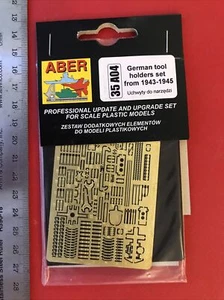 ABER
35 A04
German tool
holders set
from 1943-1945
Uchwyty do narzędzi
PROFESSIONAL UPDATE AND UPGRADE SET
FOR SCALE PLASTIC MODELS
ZESTAW DODATKOWYCH ELEMENTÓW
DO MODELI PLASTIKOWYCH